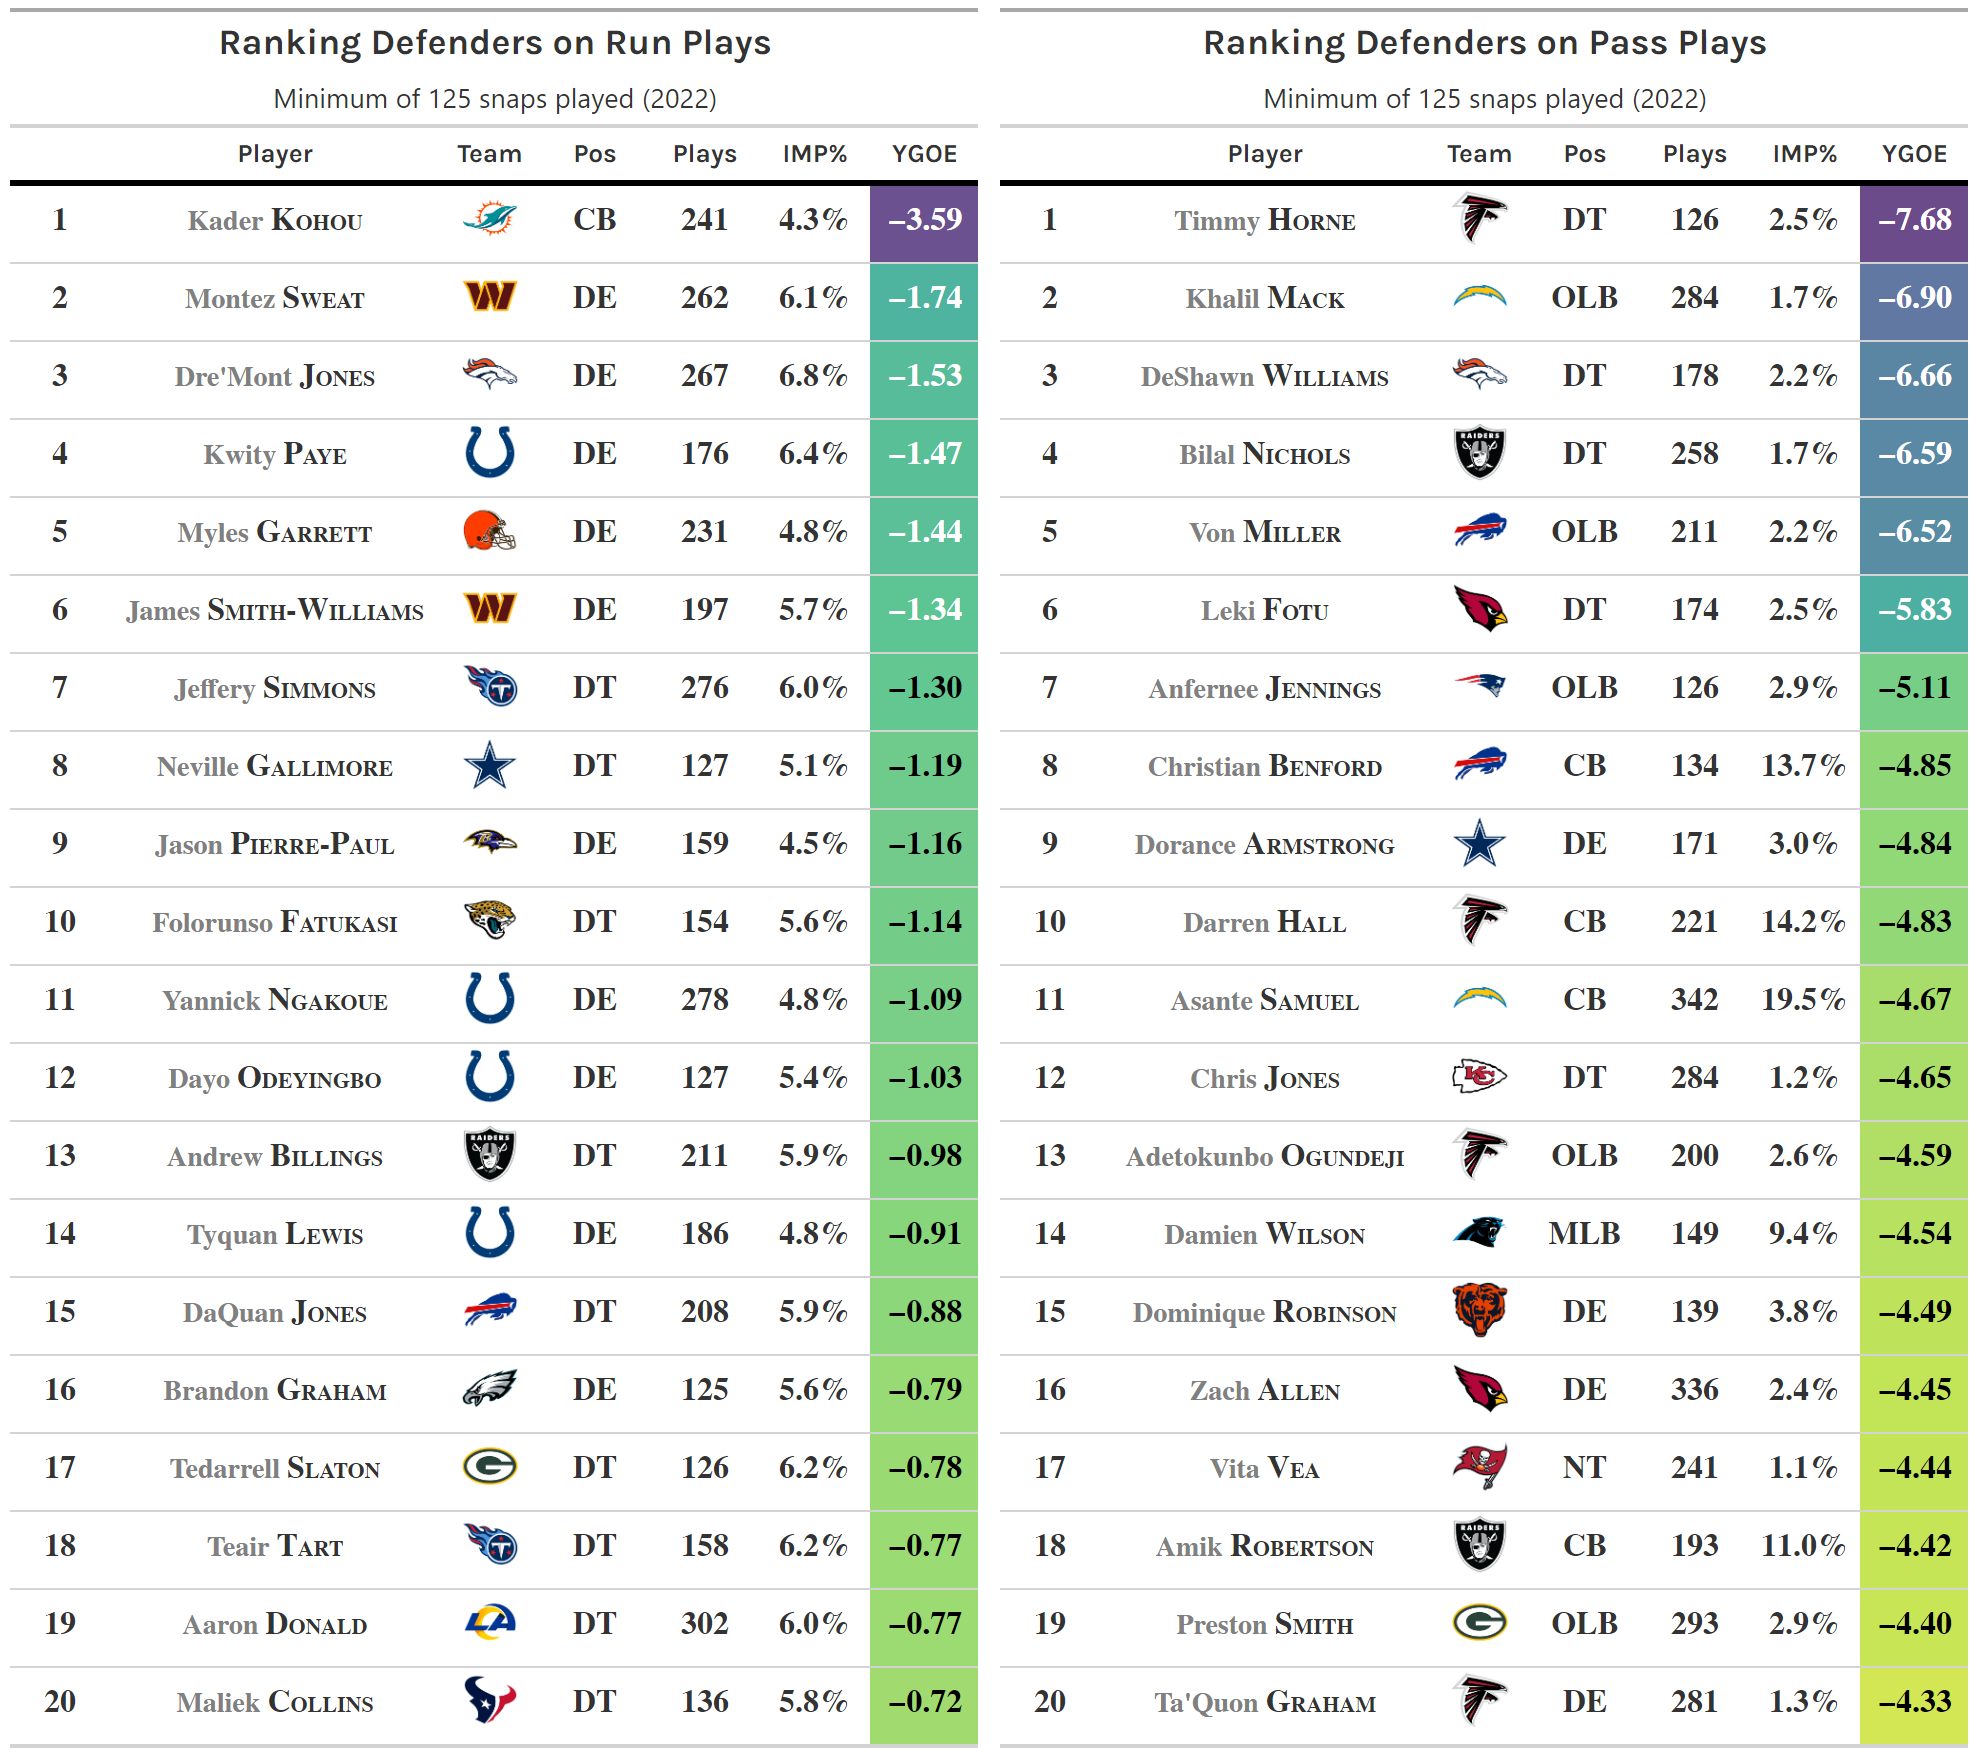 Ranking Defenders on Run Plays
Minimum of 125 snaps played (2022)
Player Team Pos Plays IMP% YGOE
1 Kader KOHOU CB 241 4.3% −3.59
2 Montez SWEAT DE 262 6.1% −1.74
3 Dre'Mont JONES DE 267 6.8% −1.53
4 Kwity PAYE DE 176 6.4% −1.47
5 Myles GARRETT DE 231 4.8% −1.44
6 James SMITH-WILLIAMS DE 197 5.7% −1.34
7 Jeffery SIMMONS DT 276 6.0% −1.30
8 Neville GALLIMORE DT 127 5.1% −1.19
9 Jason PIERRE-PAUL DE 159 4.5% −1.16
10 Folorunso FATUKASI DT 154 5.6% −1.14
11 Yannick NGAKOUE DE 278 4.8% −1.09
12 Dayo ODEYINGBO DE 127 5.4% −1.03
13 Andrew BILLINGS RAIDERS DT 211 5.9% −0.98
14 Tyquan LEWIS DE 186 4.8% −0.91
15 DaQuan JONES DT 208 5.9% −0.88
16 Brandon GRAHAM DE 125 5.6% −0.79
17 Tedarrell SLATON G DT 126 6.2% −0.78
18 Teair TART DT 158 6.2% −0.77
19 Aaron DONALD LA DT 302 6.0% −0.77
20 Maliek COLLINS DT 136 5.8% −0.72
Ranking Defenders on Pass Plays
Minimum of 125 snaps played (2022)
Player Team Pos Plays IMP% YGOE
1 Timmy HORNE DT 126 2.5% −7.68
2 Khalil MACK OLB 284 1.7% −6.90
3 DeShawn WILLIAMS DT 178 2.2% −6.66
4 Bilal NICHOLS RAIDERS DT 258 1.7% −6.59
5 Von MILLER OLB 211 2.2% −6.52
6 Leki FOTU DT 174 2.5% −5.83
7 Anfernee JENNINGS OLB 126 2.9% −5.11
8 Christian BENFORD CB 134 13.7% −4.85
9 Dorance ARMSTRONG DE 171 3.0% −4.84
10 Darren HALL CB 221 14.2% −4.83
11 Asante SAMUEL CB 342 19.5% −4.67
12 Chris JONES KC DT 284 1.2% −4.65
13 Adetokunbo OGUNDEJI OLB 200 2.6% −4.59
14 Damien WILSON MLB 149 9.4% −4.54
15 Dominique ROBINSON DE 139 3.8% −4.49
16 Zach ALLEN DE 336 2.4% −4.45
17 Vita VEA NT 241 1.1% −4.44
18 Amik ROBERTSON RAIDERS CB 193 11.0% −4.42
19 Preston SMITH G OLB 293 2.9% −4.40
20 Ta'Quon GRAHAM DE 281 1.3% −4.33